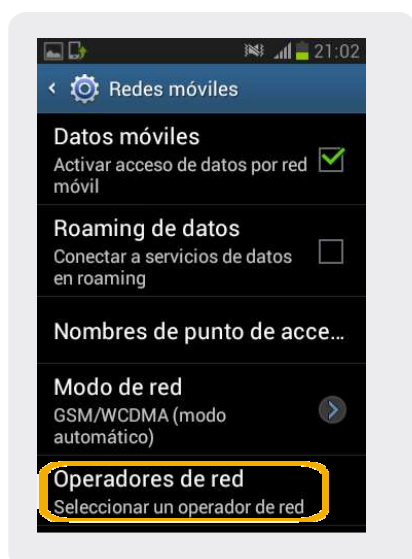 21:02
Redes móviles
Datos móviles
Activar acceso de datos por red
móvil
Roaming de datos
Conectar a servicios de datos
en roaming
Nombres de punto de acce...
Modo de red
GSM/WCDMA (modo
automático)
Operadores de red
Seleccionar un operador de red